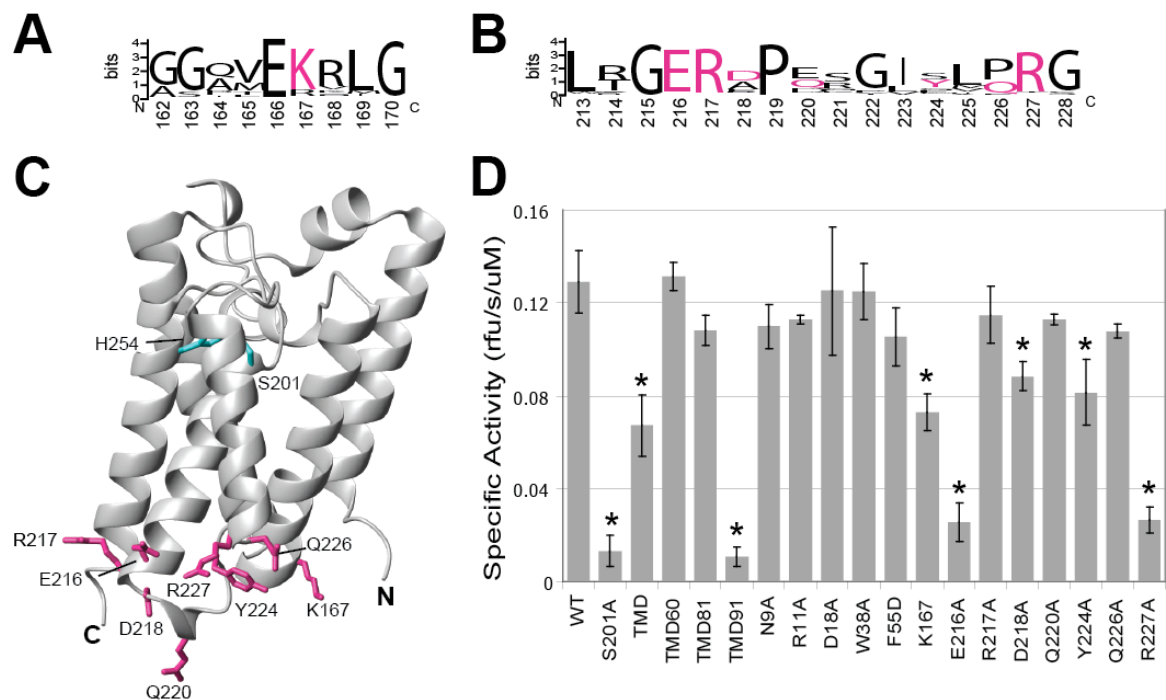 A
bits
4
3
2
1
0
GGQVEKRLG
N
162 163 164 165 166 167 168 169 170
C
B
bits
4
3
2
1
0
LRGERDPESGISLPRG
N
213 214 215 216 217 218 219 220 221 222 223 224 225 226 227 228
C
C
H254
S201
R217
E216
D218
R227
Y224
Q226
K167
Q220
N
C
D
Specific Activity (rfu/s/uM)
0.16
0.12
0.08
0.04
0
* * * * * * * *
WT
S201A
TMD
TMD60
TMD81
TMD91
N9A
R11A
D18A
W38A
F55D
K167
E216A
R217A
D218A
Q220A
Y224A
Q226A
R227A